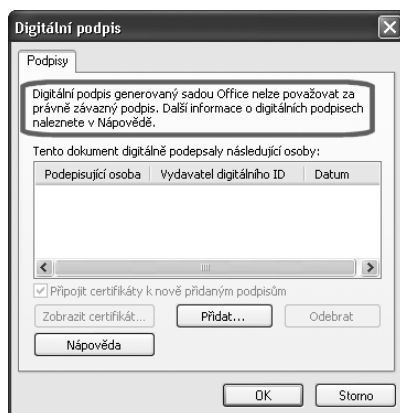 Digitální podpis
Podpisy
Digitální podpis generovaný sadou Office nelze považovat za
právně závazný podpis. Další informace o digitálních podpisech
naleznete v Nápovědě.
Tento dokument digitálně podepsaly následující osoby:
Podepisující osoba Vydavatel digitálního ID Datum
Připojit certifikáty k nově přidaným podpisům
Zobrazit certifikát... Přidat... Odebrat
Nápověda
OK Storno